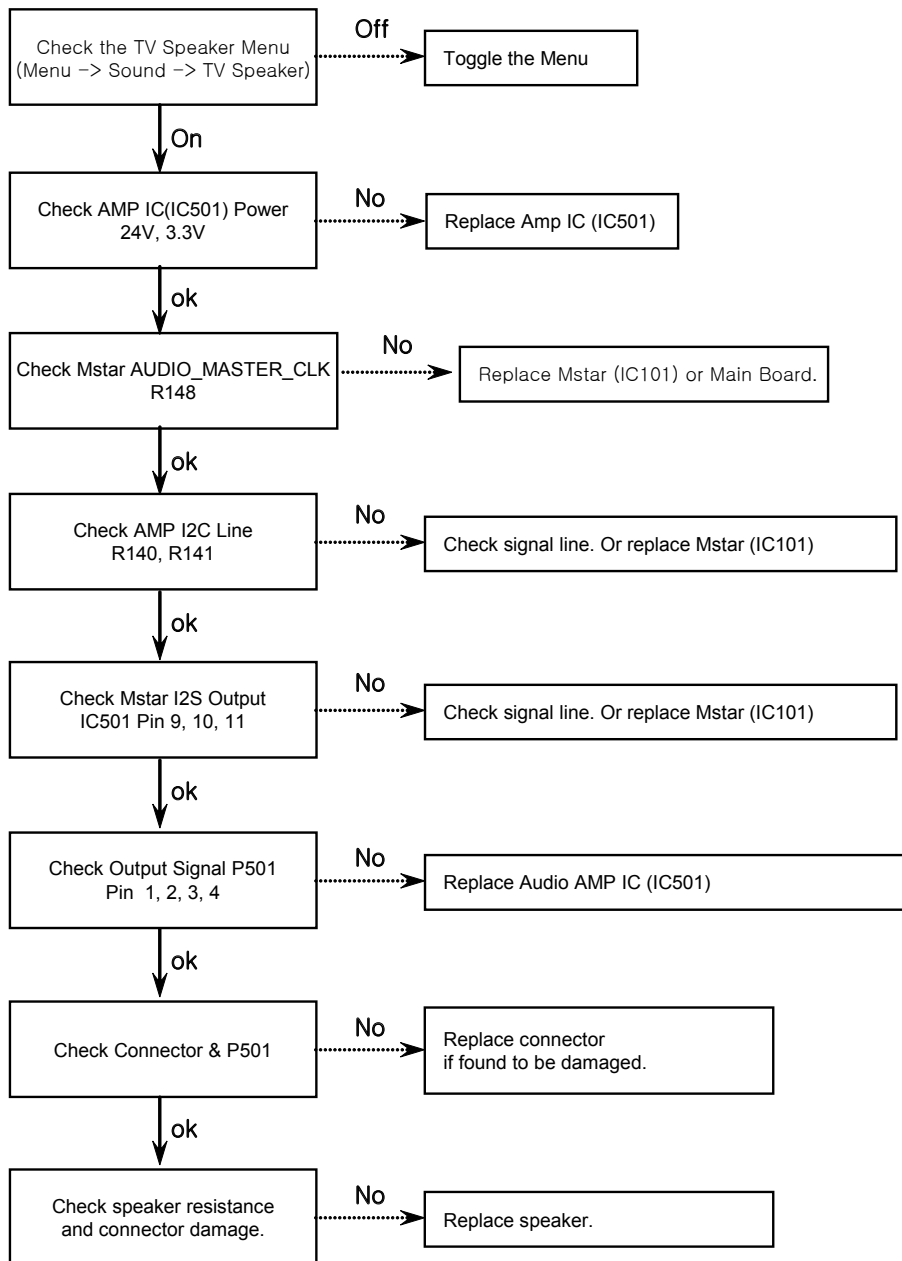 Check the TV Speaker Menu
(Menu -> Sound -> TV Speaker)
Off
Toggle the Menu
On
Check AMP IC(IC501) Power
24V, 3.3V
No
Replace Amp IC (IC501)
ok
Check Mstar AUDIO_MASTER_CLK
R148
No
Replace Mstar (IC101) or Main Board.
ok
Check AMP I2C Line
R140, R141
No
Check signal line. Or replace Mstar (IC101)
ok
Check Mstar I2S Output
IC501 Pin 9, 10, 11
No
Check signal line. Or replace Mstar (IC101)
ok
Check Output Signal P501
Pin 1, 2, 3, 4
No
Replace Audio AMP IC (IC501)
ok
Check Connector & P501
No
Replace connector
if found to be damaged.
ok
Check speaker resistance
and connector damage.
No
Replace speaker.